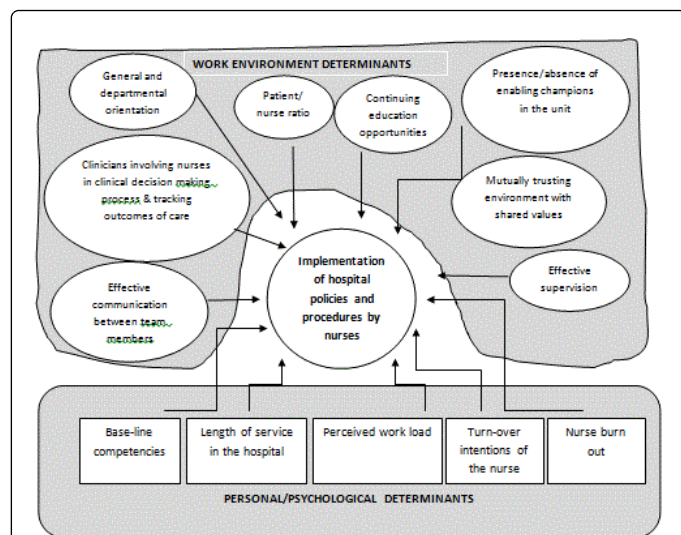 WORK ENVIRONMENT DETERMINANTS
General and
departmental
orientation
Patient/
nurse ratio
Continuing
education
opportunities
Presence/absence of
enabling champions
in the unit
Clinicians involving nurses
in clinical decision making
process & tracking
outcomes of care
Mutually trusting
environment with
shared values
Effective
communication
between team
members
Implementation
of hospital
policies and
procedures by
nurses
Effective
supervision
Base-line
competencies
Length of service
in the hospital
Perceived work load
Turn-over
intentions of
the nurse
Nurse burn
out
PERSONAL/PSYCHOLOGICAL DETERMINANTS